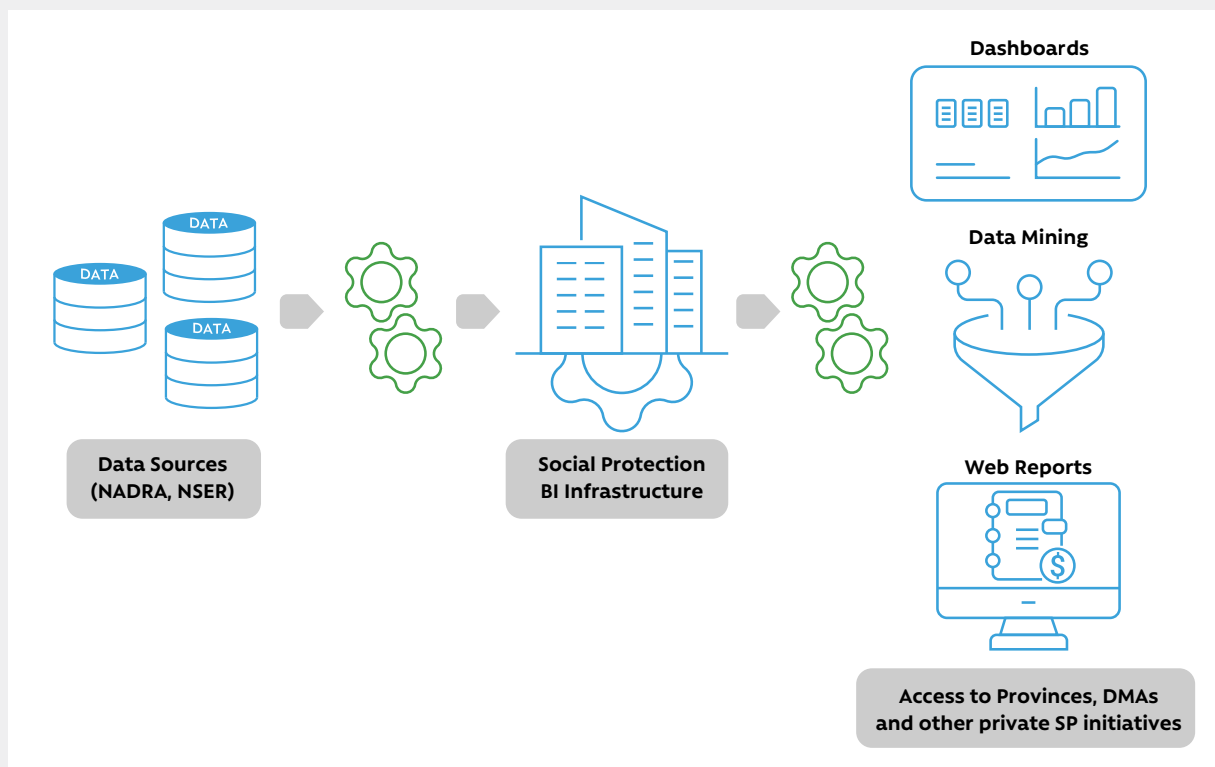 DATA
DATA
DATA
Data Sources
(NADRA, NSER)
Social Protection
BI Infrastructure
Dashboards
Data Mining
Web Reports
$
Access to Provinces, DMAs
and other private SP initiatives